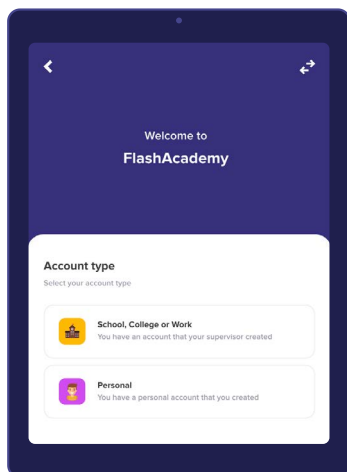 Welcome to
FlashAcademy
Account type
Select your account type
School, College or Work
You have an account that your supervisor created
Personal
You have a personal account that you created